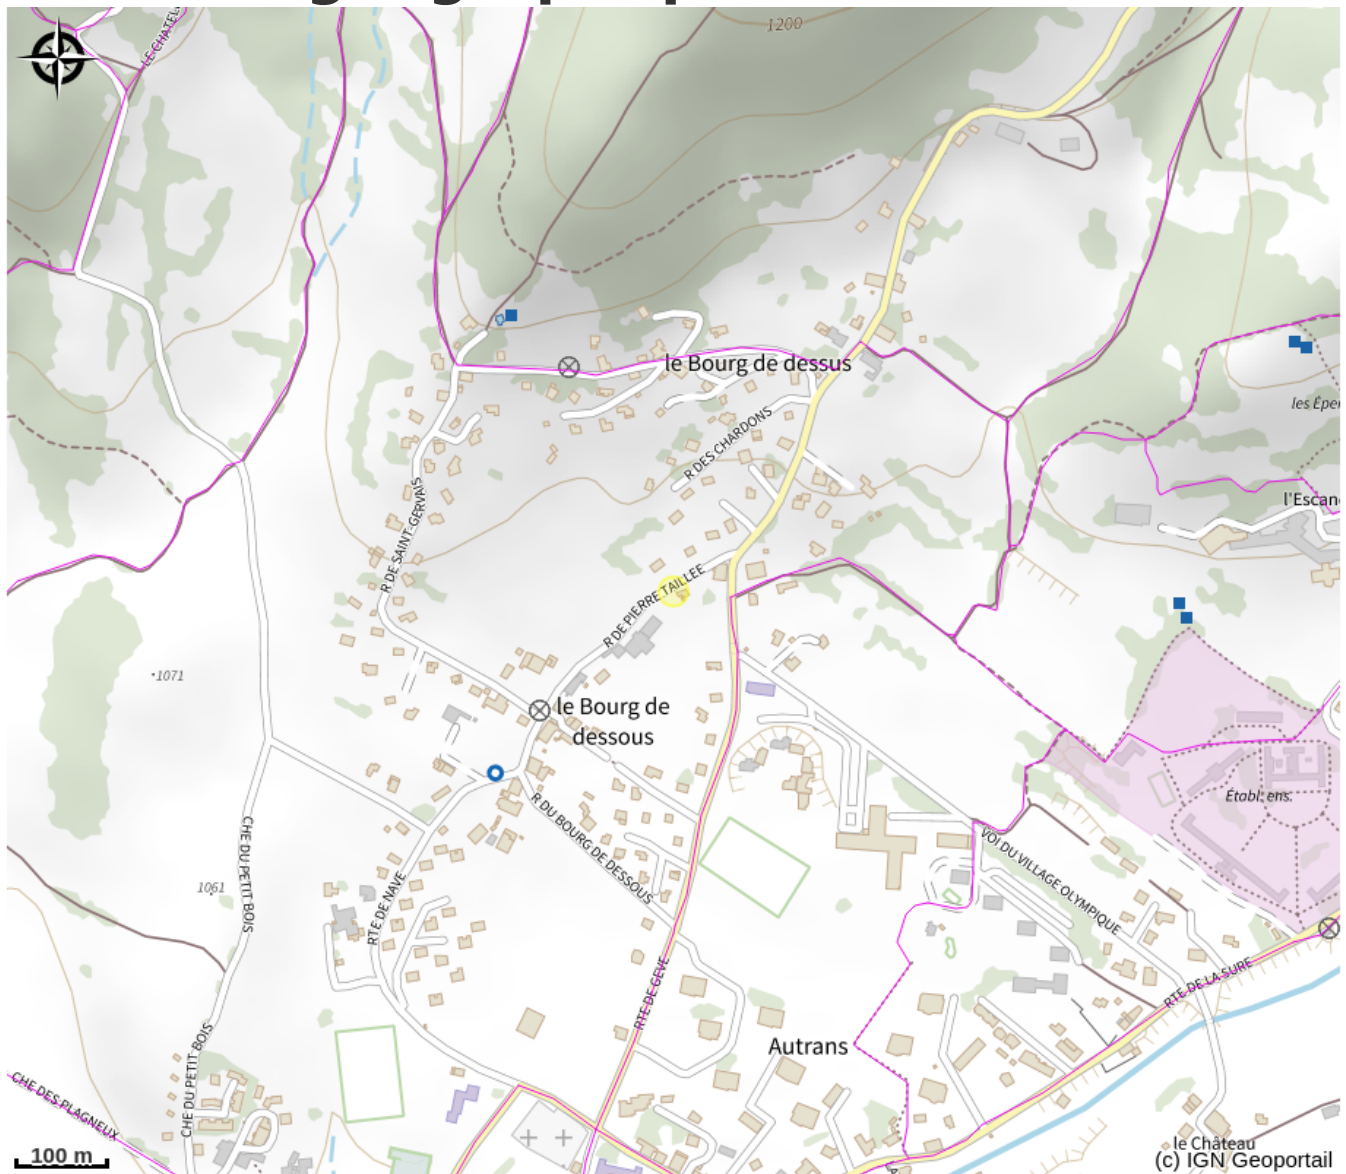 1200
LE CHATEL
le Bourg de dessus
les Éper
R DES CHARDONS
l'Escan
R DE SAINT-GERVAIS
R DE PIERRE TAILLEE
1071
le Bourg de
dessous
Établ. ens.
R DU BOURG DE DESSOUS
VOI DU VILLAGE OLYMPIQUE
CHE DU PETIT BOIS
1061
RTE DE NAVE
RTE DE GEVE
RTE DE LA SURE
Autrans
CHE DU PETIT BOIS
CHE DES PLAGNEUX
le Château
100 m
(c) IGN Geoportail